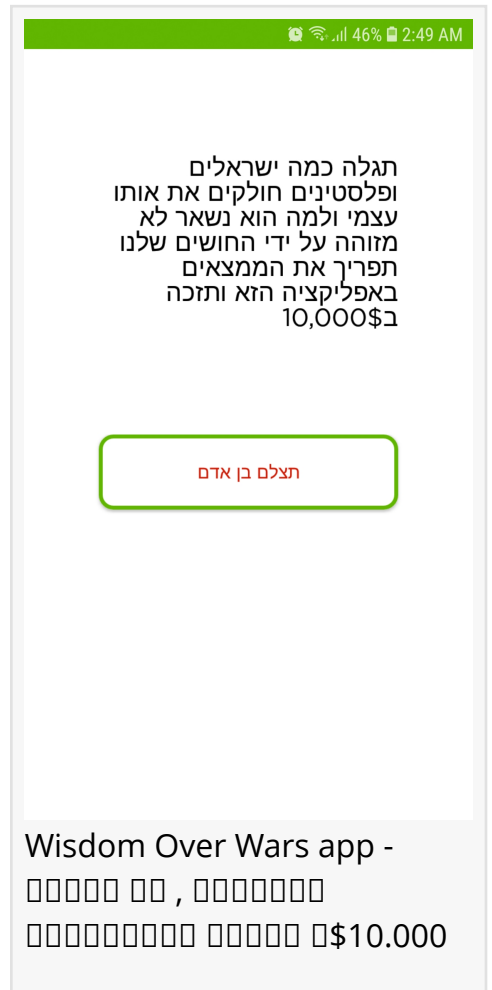 46% 2:49 AM
תגלה כמה ישראלים
ופלסטינים חולקים את אותו
עצמי ולמה הוא נשאר לא
מזוהה על ידי החושים שלנו
תפריך את הממצאים
באפליקציה הזא ותזכה
ב$10,000
תצלם בן אדם
Wisdom Over Wars app -
▯▯▯▯▯ ▯▯ , ▯▯▯▯▯▯▯
▯▯▯▯▯▯▯▯▯ ▯▯▯▯▯ ▯$10.000